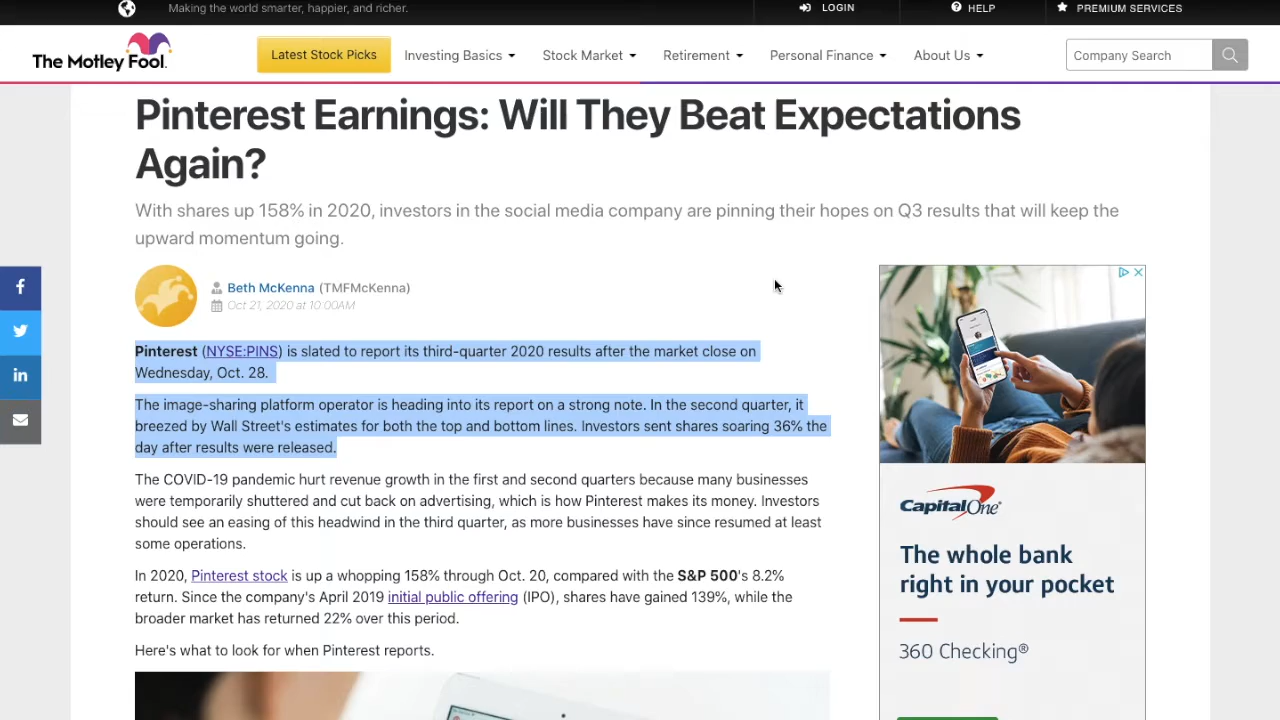 Making the world smarter, happier, and richer.
LOGIN
HELP
PREMIUM SERVICES
The Motley Fool.
Latest Stock Picks
Investing Basics
Stock Market
Retirement
Personal Finance
About Us
Company Search
Pinterest Earnings: Will They Beat Expectations
Again?
With shares up 158% in 2020, investors in the social media company are pinning their hopes on Q3 results that will keep the
upward momentum going.
Beth McKenna (TMFMcKenna)
Oct 21, 2020 at 10:00AM
Pinterest (NYSE:PINS) is slated to report its third-quarter 2020 results after the market close on
Wednesday, Oct. 28.
The image-sharing platform operator is heading into its report on a strong note. In the second quarter, it
breezed by Wall Street's estimates for both the top and bottom lines. Investors sent shares soaring 36% the
day after results were released.
The COVID-19 pandemic hurt revenue growth in the first and second quarters because many businesses
were temporarily shuttered and cut back on advertising, which is how Pinterest makes its money. Investors
should see an easing of this headwind in the third quarter, as more businesses have since resumed at least
some operations.
In 2020, Pinterest stock is up a whopping 158% through Oct. 20, compared with the S&P 500's 8.2%
return. Since the company's April 2019 initial public offering (IPO), shares have gained 139%, while the
broader market has returned 22% over this period.
Here's what to look for when Pinterest reports.
Capital One®
The whole bank
right in your pocket
360 Checking®